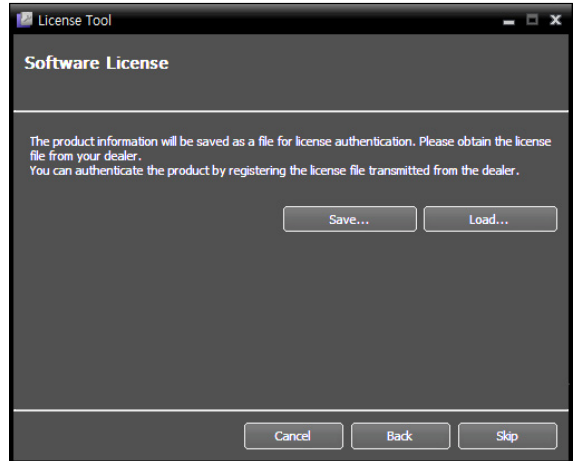 License Tool
Software License
The product information will be saved as a file for license authentication. Please obtain the license
file from your dealer.
You can authenticate the product by registering the license file transmitted from the dealer.
Save... Load...
Cancel Back Skip